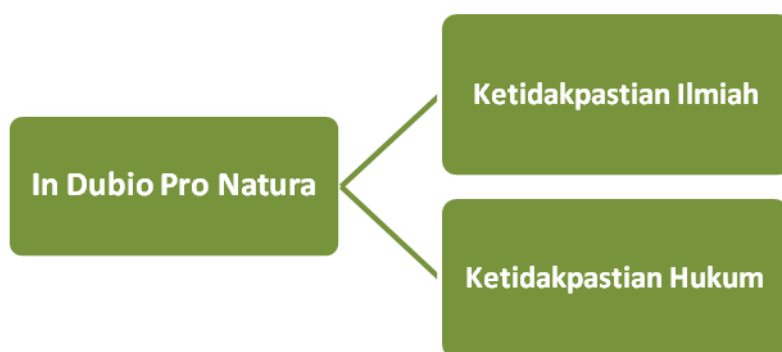 Ketidakpastian Ilmiah
In Dubio Pro Natura
Ketidakpastian Hukum